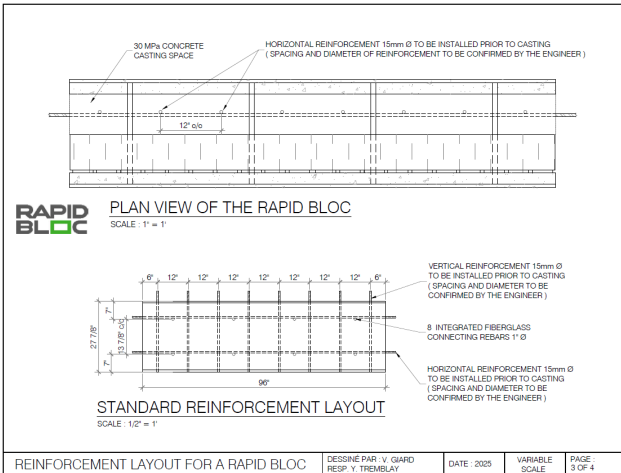 30 MPa CONCRETE
CASTING SPACE
HORIZONTAL REINFORCEMENT 15mm Ø TO BE INSTALLED PRIOR TO CASTING
( SPACING AND DIAMETER OF REINFORCEMENT TO BE CONFIRMED BY THE ENGINEER )
12" o/o
RAPID
BLOC
PLAN VIEW OF THE RAPID BLOC
SCALE : 1" = 1'
6" 12" 12" 12" 12" 12" 12" 12" 6"
VERTICAL REINFORCEMENT 15mm Ø
TO BE INSTALLED PRIOR TO CASTING
( SPACING AND DIAMETER TO BE
CONFIRMED BY THE ENGINEER )
27 7/8"
7"
13 7/8" o/o
7"
8 INTEGRATED FIBERGLASS
CONNECTING REBARS 1" Ø
HORIZONTAL REINFORCEMENT 15mm Ø
TO BE INSTALLED PRIOR TO CASTING
( SPACING AND DIAMETER TO BE
CONFIRMED BY THE ENGINEER )
96"
STANDARD REINFORCEMENT LAYOUT
SCALE : 1/2" = 1'
REINFORCEMENT LAYOUT FOR A RAPID BLOC
DESSINÉ PAR : V. GIARD
RESP. Y. TREMBLAY
DATE : 2025
VARIABLE
SCALE
PAGE :
3 OF 4